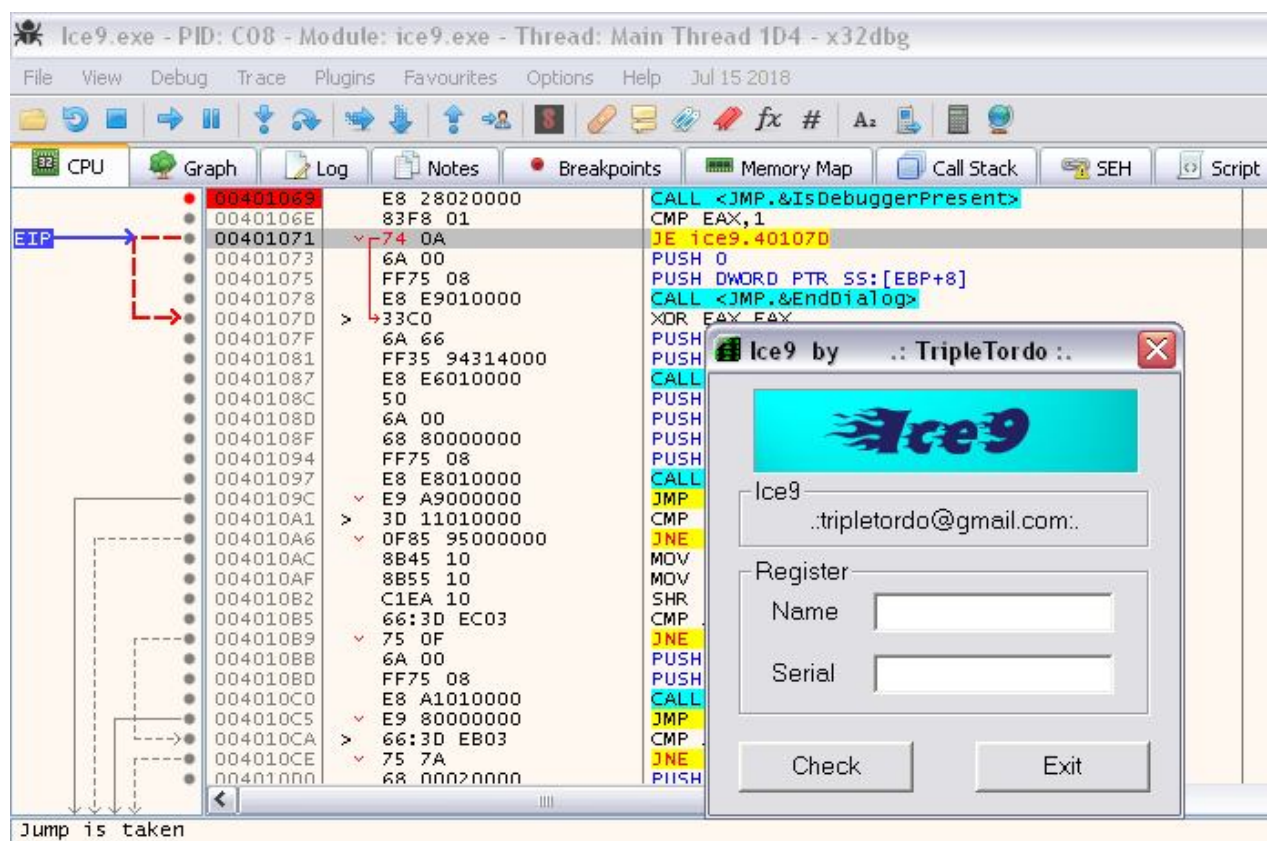 Ice9.exe - PID: C08 - Module: ice9.exe - Thread: Main Thread 1D4 - x32dbg
File View Debug Trace Plugins Favourites Options Help Jul 15 2018
fx # Az
32 CPU Graph Log Notes Breakpoints Memory Map Call Stack SEH Script
00401069 E8 28020000 CALL <JMP.&IsDebuggerPresent>
0040106E 83F8 01 CMP EAX,1
EIP 00401071 74 0A JE ice9.40107D
00401073 6A 00 PUSH 0
00401075 FF75 08 PUSH DWORD PTR SS:[EBP+8]
00401078 E8 E9010000 CALL <JMP.&EndDialog>
0040107D > 33C0 XOR EAX,EAX
0040107F 6A 66 PUSH
00401081 FF35 94314000 PUSH
00401087 E8 E6010000 CALL
0040108C 50 PUSH
0040108D 6A 00 PUSH
0040108F 68 80000000 PUSH
00401094 FF75 08 PUSH
00401097 E8 E8010000 CALL
0040109C E9 A9000000 JMP
004010A1 > 3D 11010000 CMP
004010A6 0F85 95000000 JNE
004010AC 8B45 10 MOV
004010AF 8B55 10 MOV
004010B2 C1EA 10 SHR
004010B5 66:3D EC03 CMP
004010B9 75 0F JNE
004010BB 6A 00 PUSH
004010BD FF75 08 PUSH
004010C0 E8 A1010000 CALL
004010C5 E9 80000000 JMP
004010CA > 66:3D EB03 CMP
004010CE 75 7A JNE
004010D0 68 00020000 PUSH
Ice9 by .: TripleTordo :.
Ice9
Ice9
.:tripletordo@gmail.com:.
Register
Name
Serial
Check Exit
Jump is taken